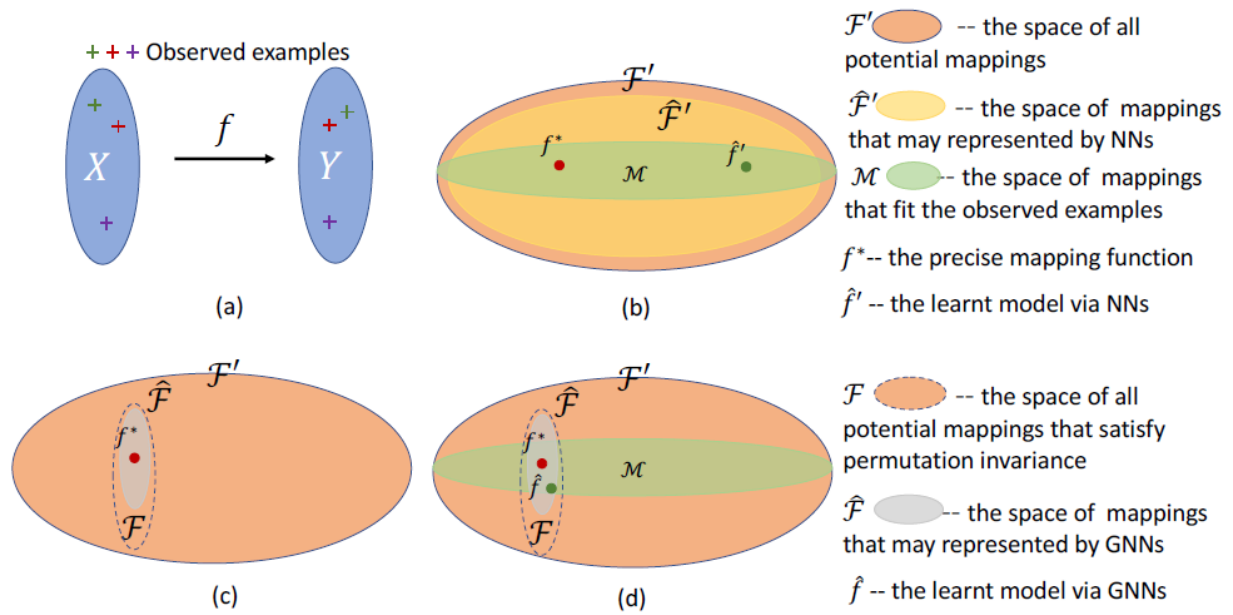 + + + Observed examples
X
f
Y
(a)
ℱ′
ℱ̂′
f*
f̂′
ℳ
(b)
ℱ′ -- the space of all
potential mappings
ℱ̂′ -- the space of mappings
that may represented by NNs
ℳ -- the space of mappings
that fit the observed examples
f*-- the precise mapping function
f̂′ -- the learnt model via NNs
ℱ′
ℱ̂
f*
ℱ
(c)
ℱ′
ℱ̂
f*
ℳ
f̂
ℱ
(d)
ℱ -- the space of all
potential mappings that satisfy
permutation invariance
ℱ̂ -- the space of mappings
that may represented by GNNs
f̂ -- the learnt model via GNNs